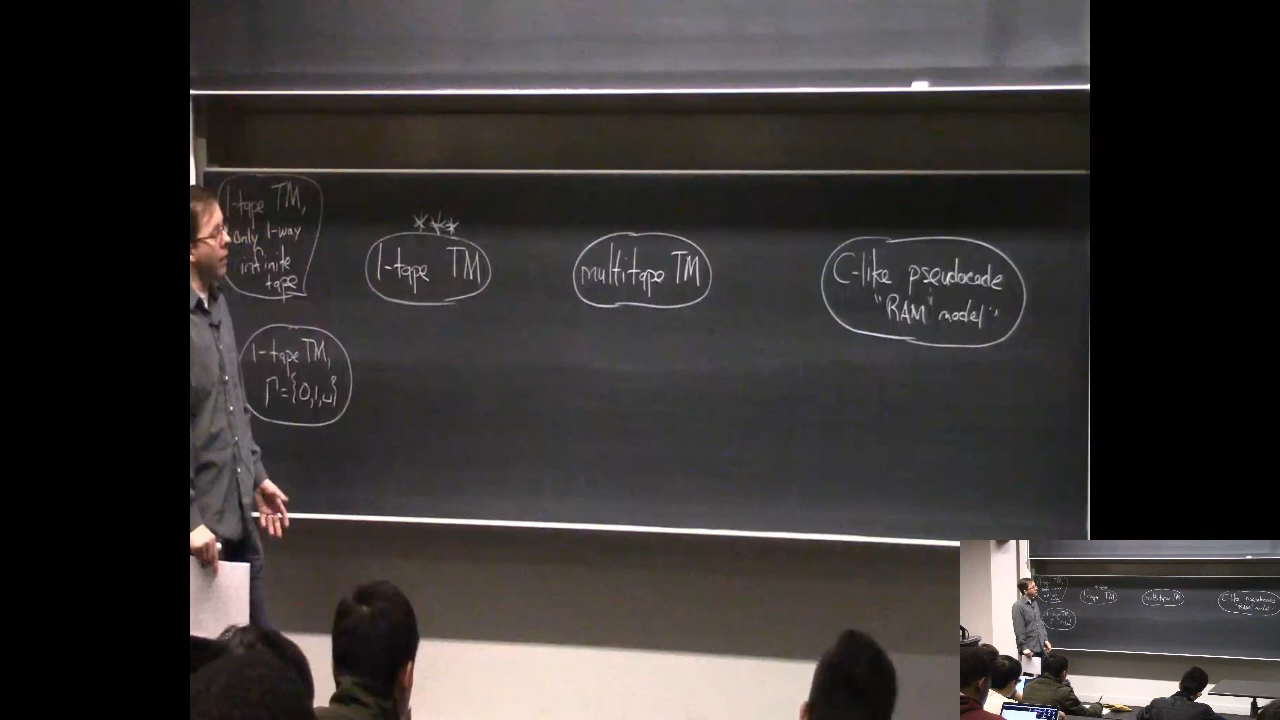 1-tape TM,
only 1-way
infinite
tape
***
1-tape TM
multitape TM
C-like pseudocode
"RAM" model"
1-tape TM,
Γ={0,1,⊔}